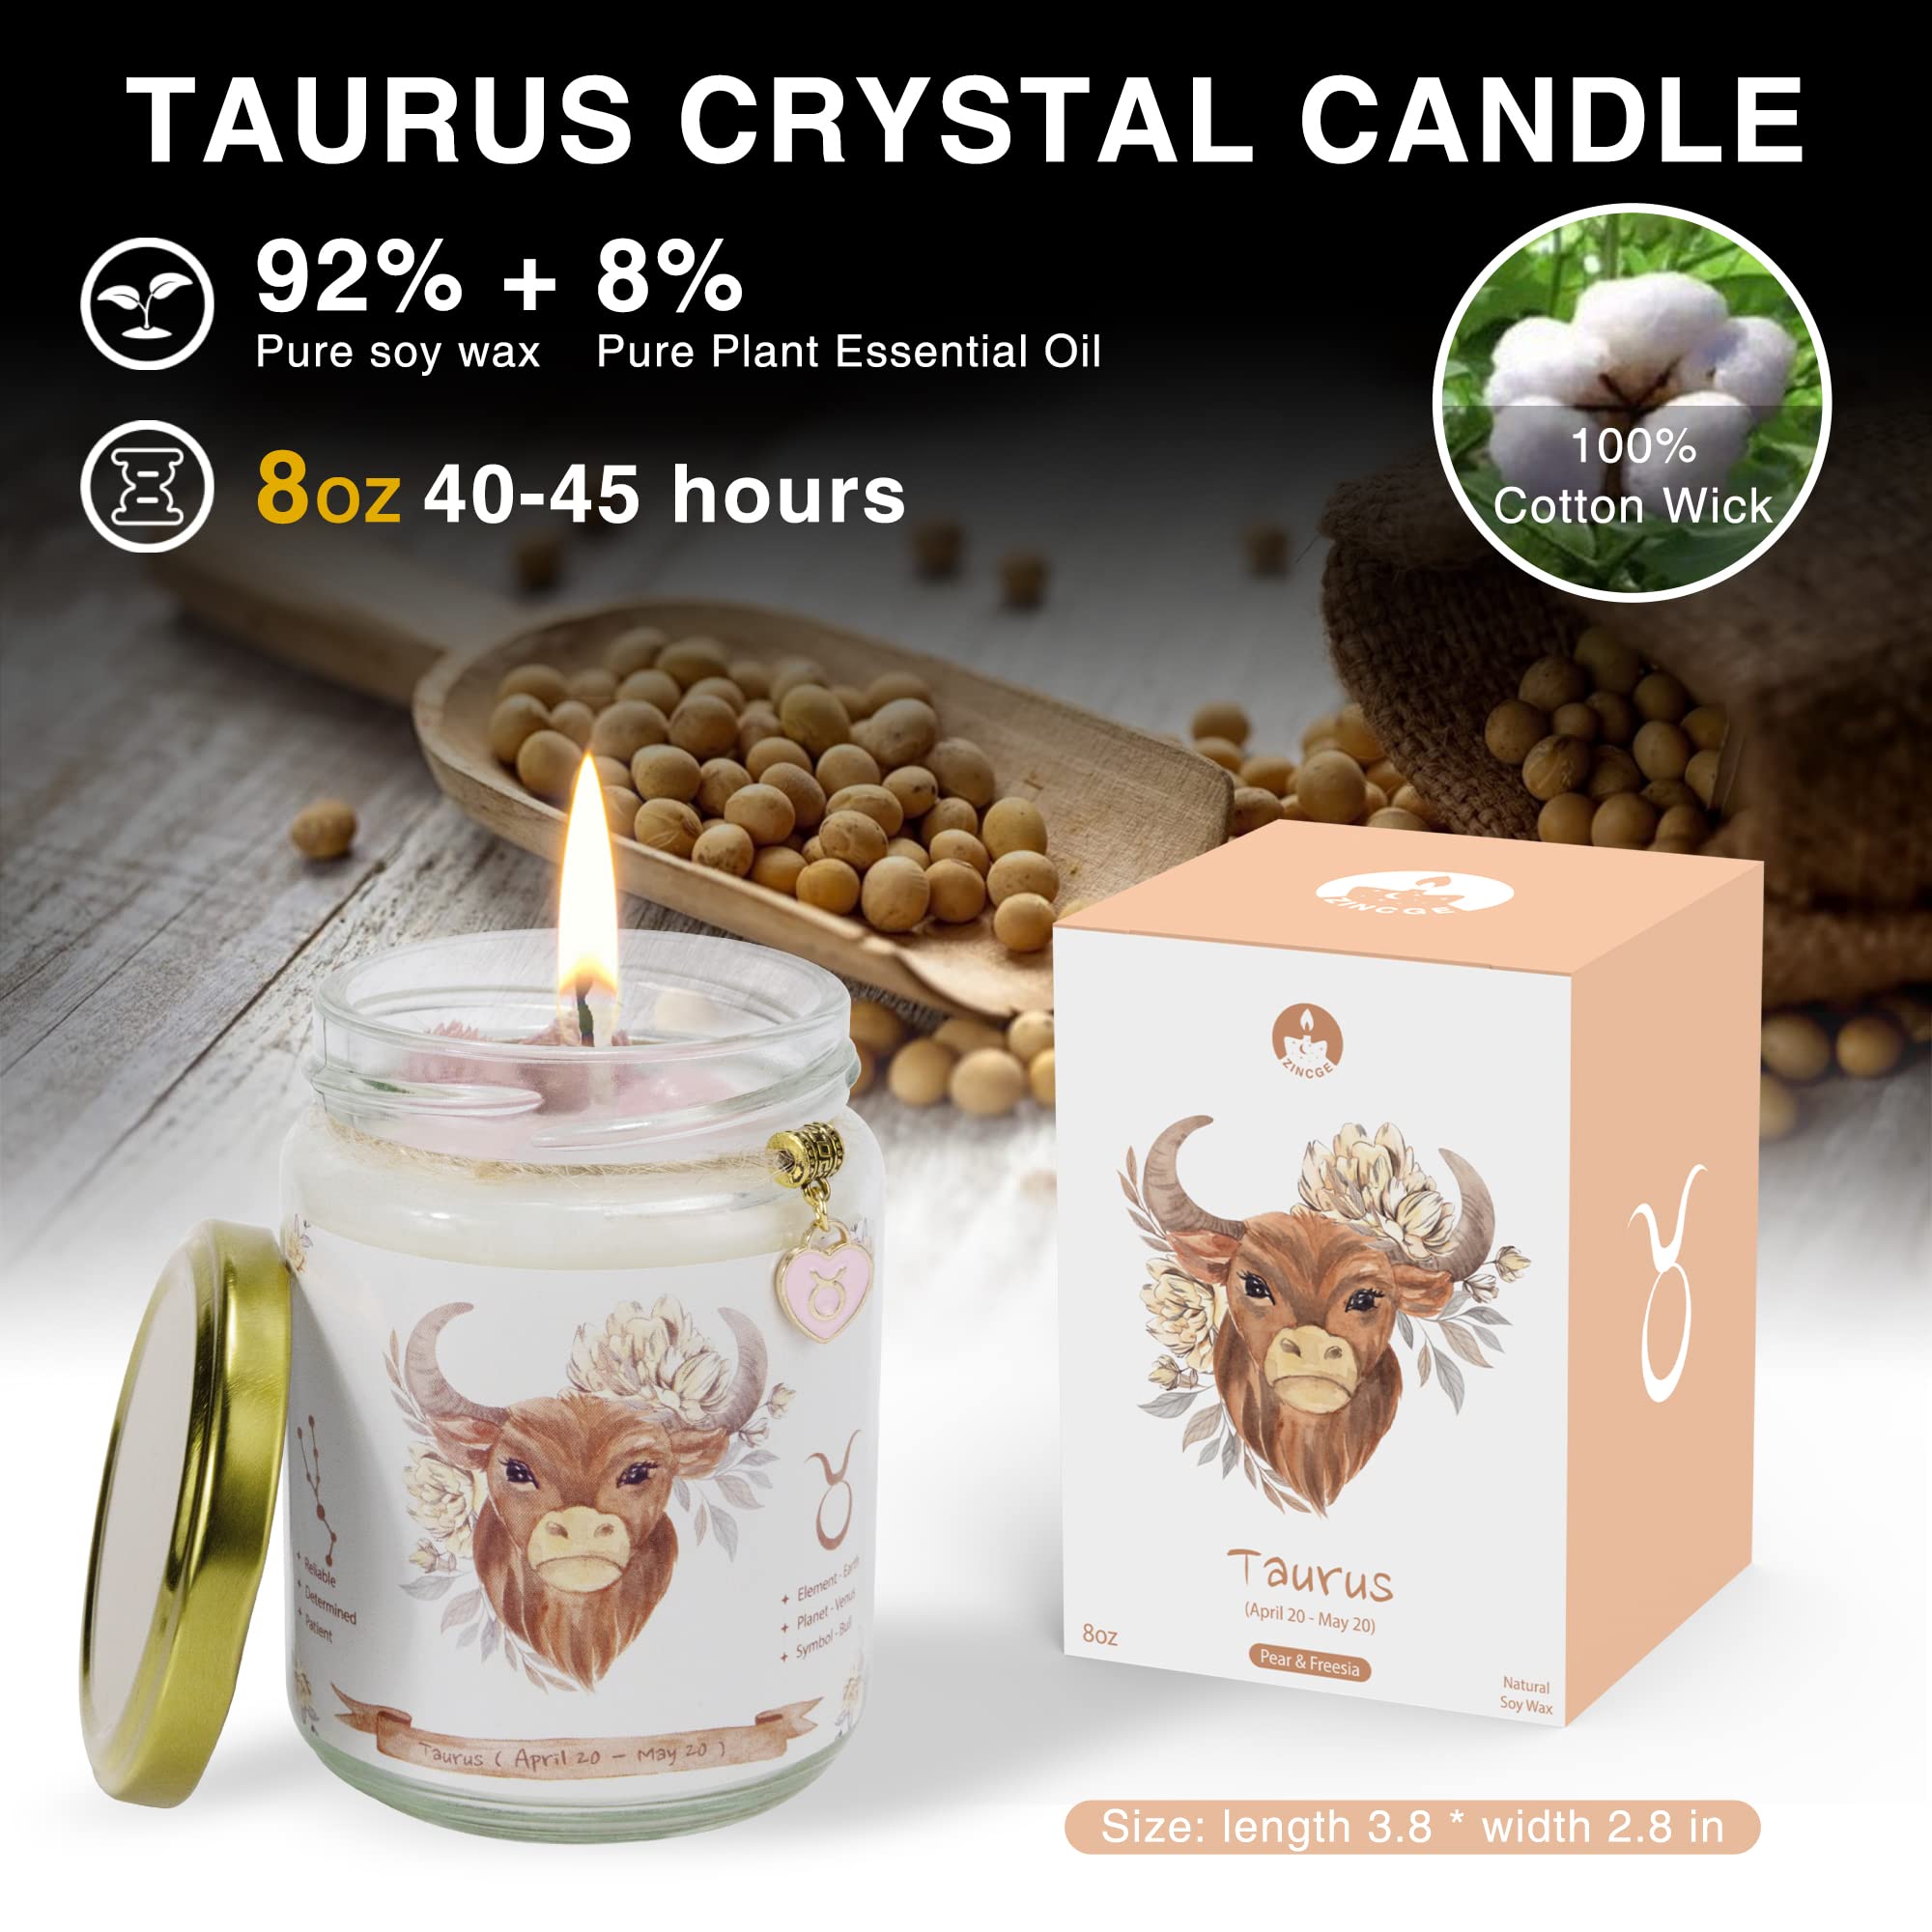 TAURUS CRYSTAL CANDLE
92% + 8%
Pure soy wax Pure Plant Essential Oil
8oz 40-45 hours
100%
Cotton Wick
ZINCGE
ZINCGE
Taurus
(April 20 - May 20)
Pear & Freesia
8oz
Natural
Soy Wax
Reliable
Determined
Patient
Element - Earth
Planet - Venus
Symbol - Bull
Taurus ( April 20 - May 20 )
Size: length 3.8 * width 2.8 in